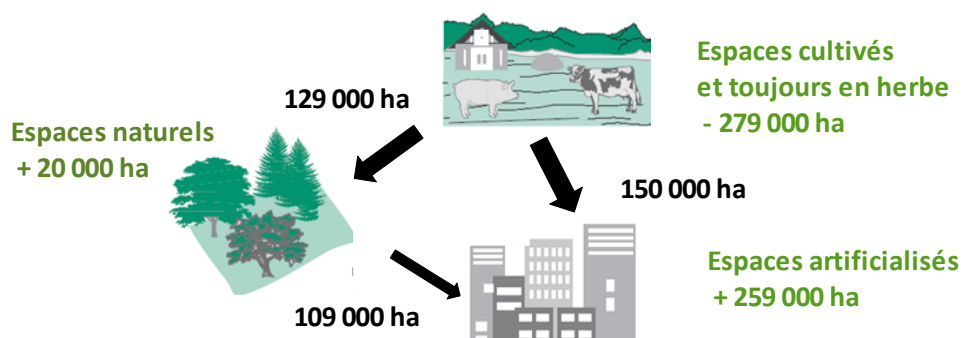 Espaces cultivés
et toujours en herbe
- 279 000 ha
129 000 ha
Espaces naturels
+ 20 000 ha
150 000 ha
Espaces artificialisés
+ 259 000 ha
109 000 ha